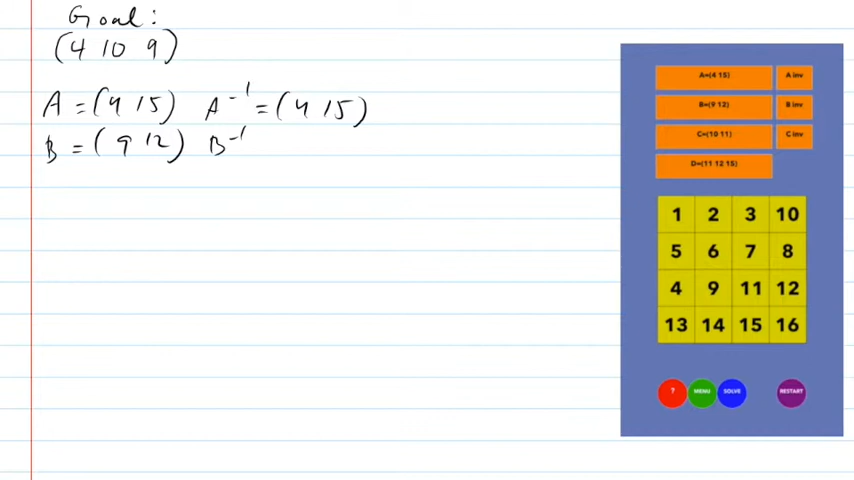 Goal:
(4 10 9)
A = (4 15) A⁻¹ = (4 15)
B = (9 12) B⁻¹
A=(4 15) A inv
B=(9 12) B inv
C=(10 11) C inv
D=(11 12 15)
1 2 3 10
5 6 7 8
4 9 11 12
13 14 15 16
? MENU SOLVE RESTART